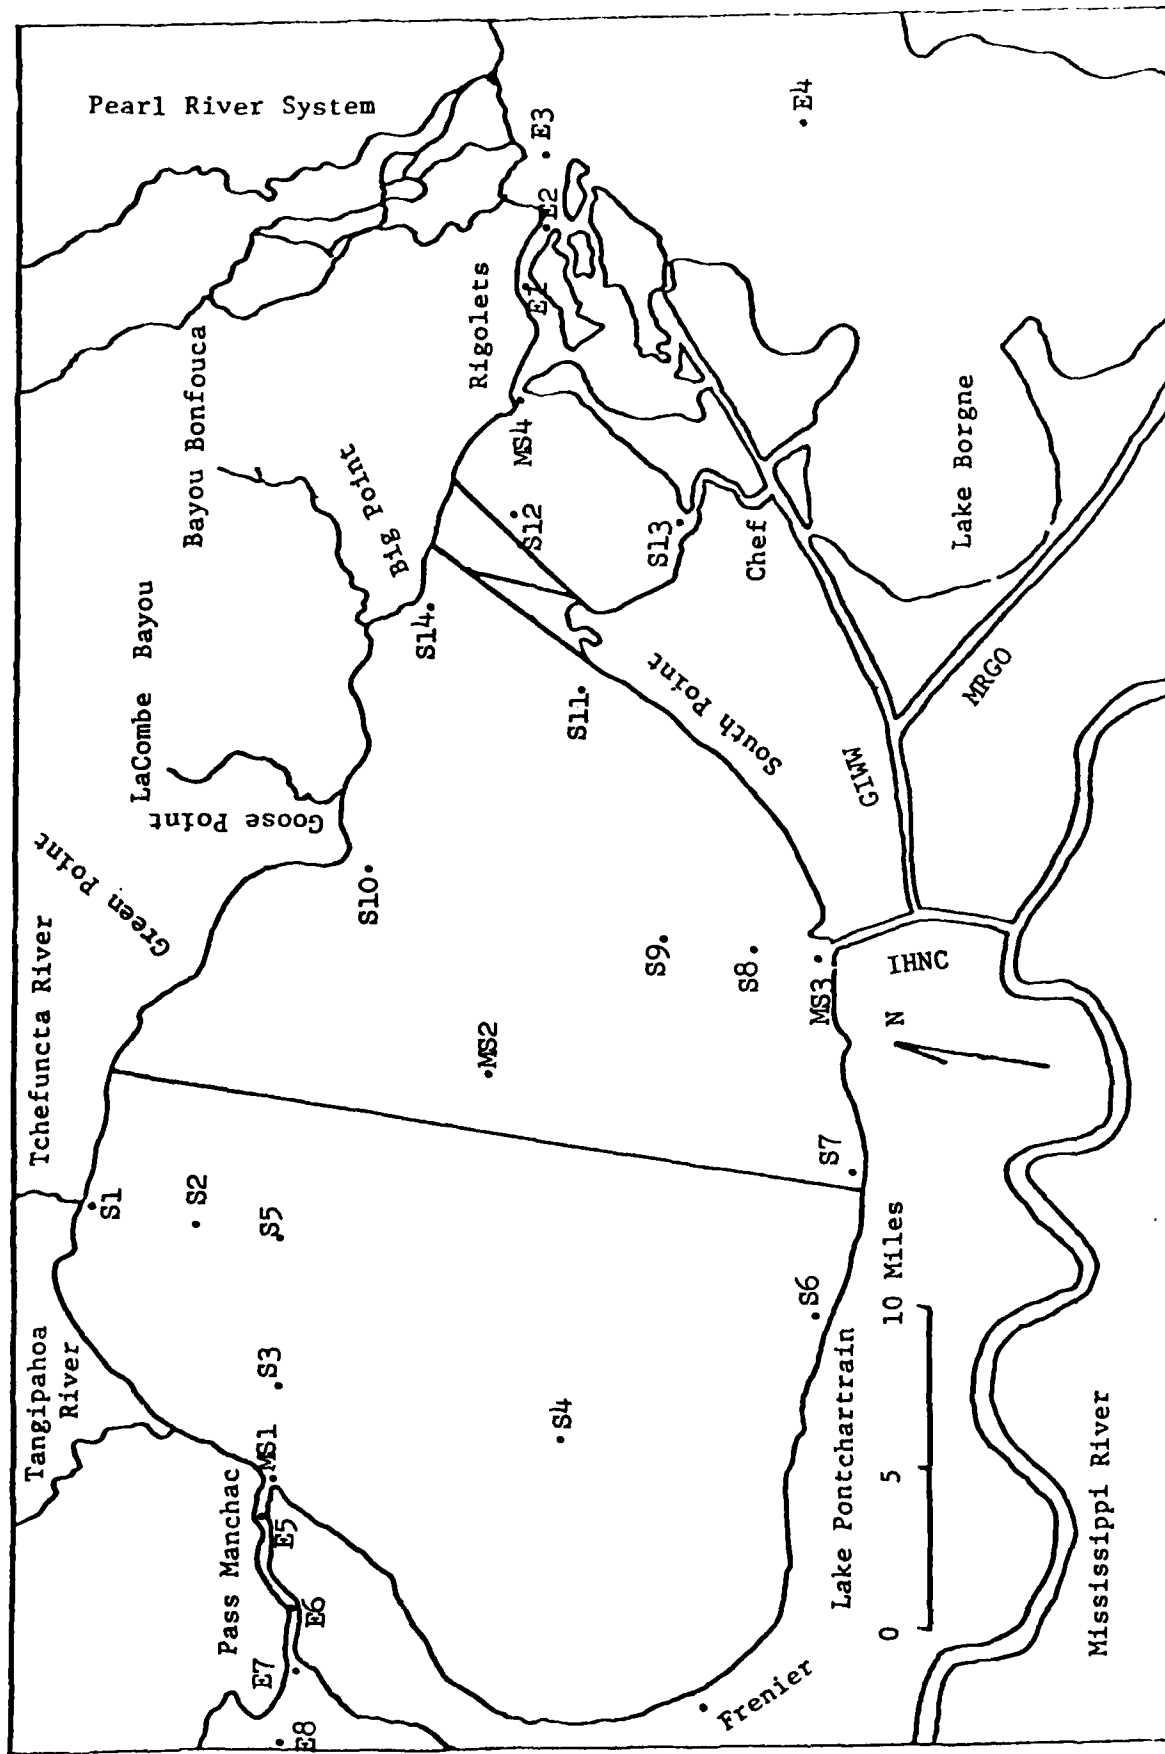 Pearl River System
Bayou Bonfouca
LaCombe Bayou
Big Point
Goose Point
Green Point
Tchefuncta River
Tangipahoa
River
Pass Manchac
Rigolets
E1
E2
E3
E4
MS4
S12
S13
S14
S11
S10
South Point
Chef
Lake Borgne
MRGO
GIWW
IHNC
N
S9
S8
MS3
MS2
S7
S1
S2
S5
S3
MS1
S4
S6
E5
E6
E7
E8
Frenier
Lake Pontchartrain
0 5 10 Miles
Mississippi River